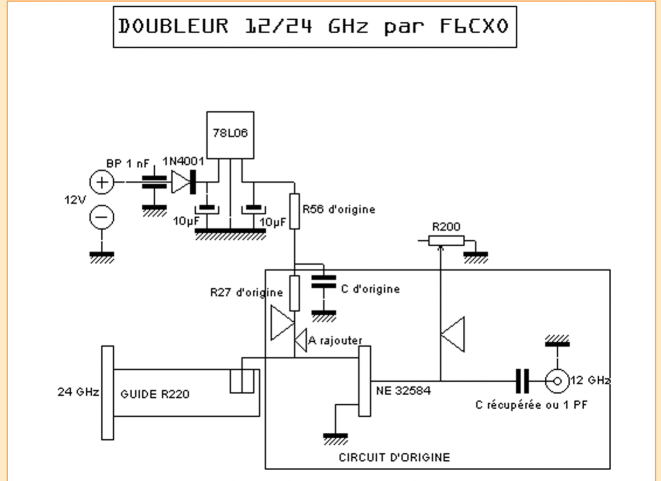 DOUBLEUR 12/24 GHz par F6CXO
78L06
BP 1 nF
1N4001
12V
10µF
10µF
R56 d'origine
R200
R27 d'origine
C d'origine
A rajouter
24 GHz
GUIDE R220
NE 32584
12 GHz
C récupérée ou 1 PF
CIRCUIT D'ORIGINE